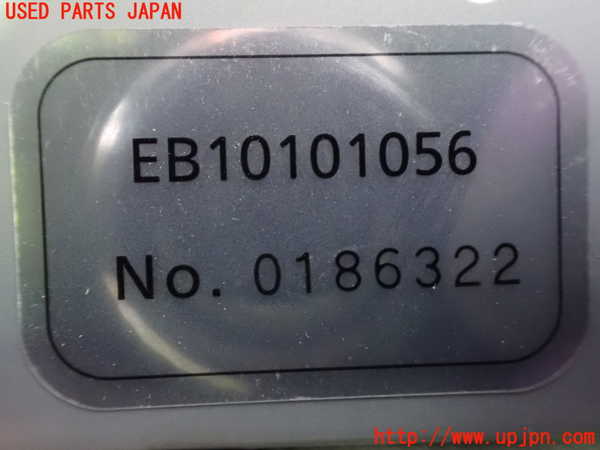 USED PARTS JAPAN
EB10101056
No. 0186322
http://www.upjpn.com/